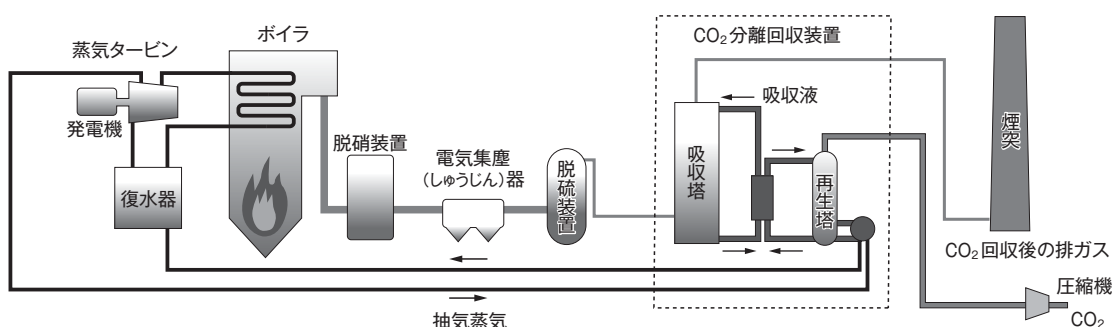 ボイラ
蒸気タービン
発電機
復水器
脱硝装置
電気集塵
(しゅうじん)器
脱硫装置
CO₂分離回収装置
吸収液
吸収塔
再生塔
煙突
CO₂回収後の排ガス
圧縮機
CO₂
抽気蒸気